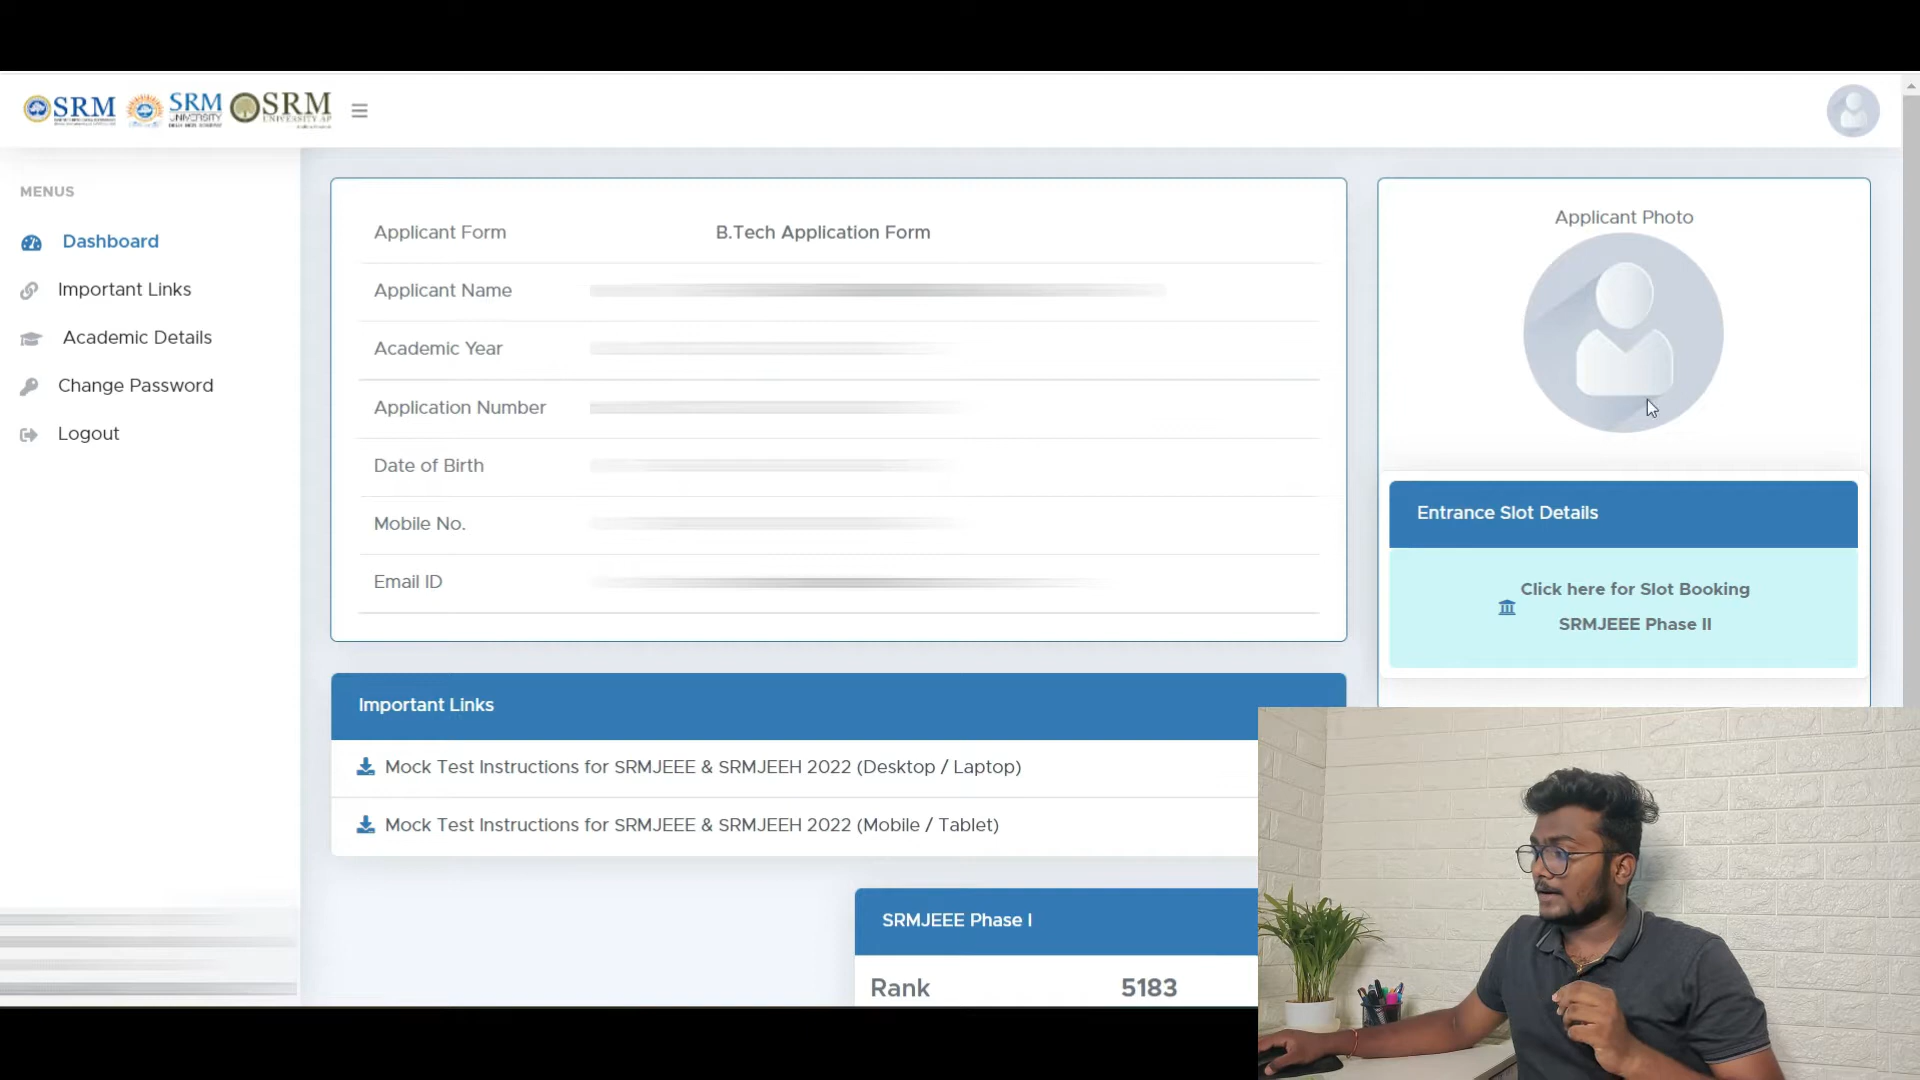 SRM SRM SRM
UNIVERSITY UNIVERSITY AP
MENUS
Dashboard
Important Links
Academic Details
Change Password
Logout
Applicant Form B.Tech Application Form
Applicant Name
Academic Year
Application Number
Date of Birth
Mobile No.
Email ID
Applicant Photo
Entrance Slot Details
Click here for Slot Booking
SRMJEEE Phase II
Important Links
Mock Test Instructions for SRMJEEE & SRMJEEH 2022 (Desktop / Laptop)
Mock Test Instructions for SRMJEEE & SRMJEEH 2022 (Mobile / Tablet)
SRMJEEE Phase I
Rank 5183